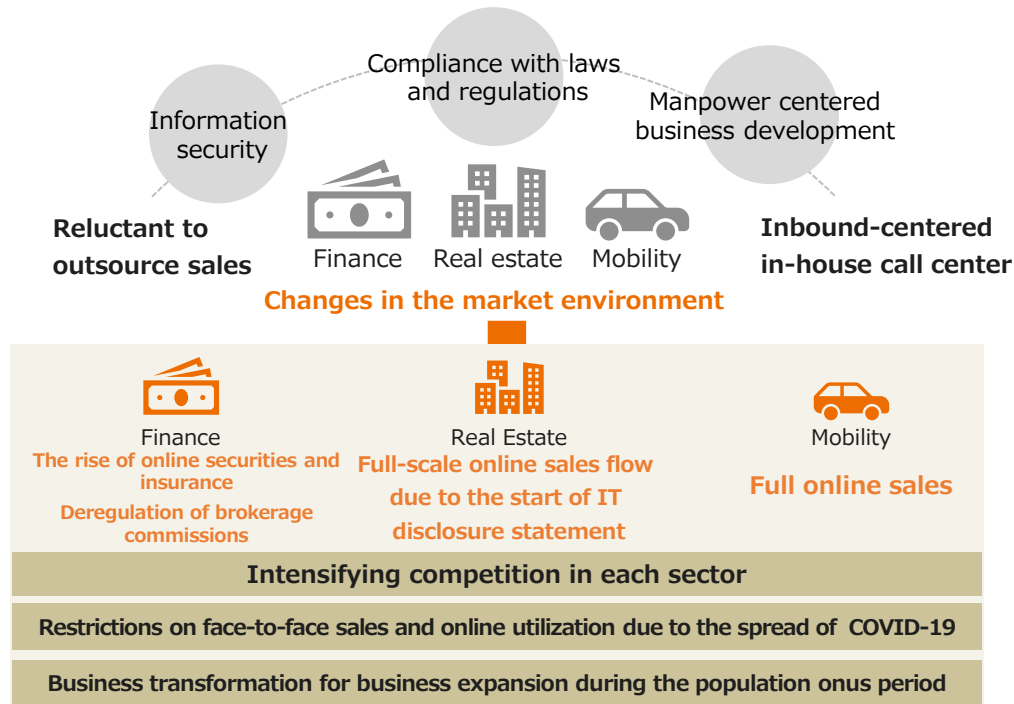 Compliance with laws
and regulations
Information
security
Manpower centered
business development
Reluctant to
outsource sales
Finance
Real estate
Mobility
Inbound-centered
in-house call center
Changes in the market environment
Finance
The rise of online securities and
insurance
Deregulation of brokerage
commissions
Real Estate
Full-scale online sales flow
due to the start of IT
disclosure statement
Mobility
Full online sales
Intensifying competition in each sector
Restrictions on face-to-face sales and online utilization due to the spread of COVID-19
Business transformation for business expansion during the population onus period